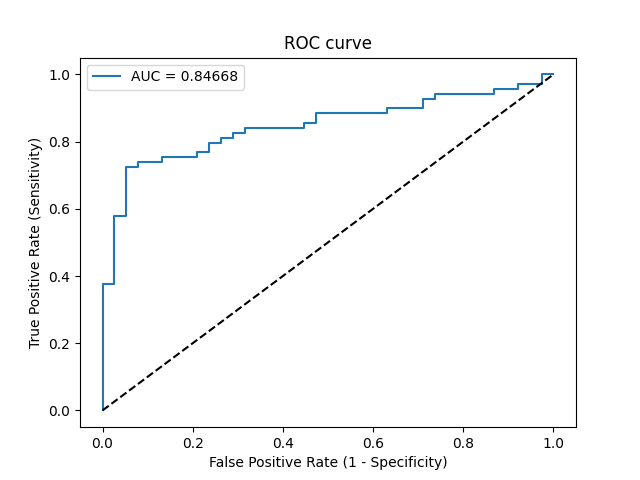 ROC curve
AUC = 0.84668
1.0
0.8
0.6
0.4
0.2
0.0
True Positive Rate (Sensitivity)
0.0 0.2 0.4 0.6 0.8 1.0
False Positive Rate (1 - Specificity)